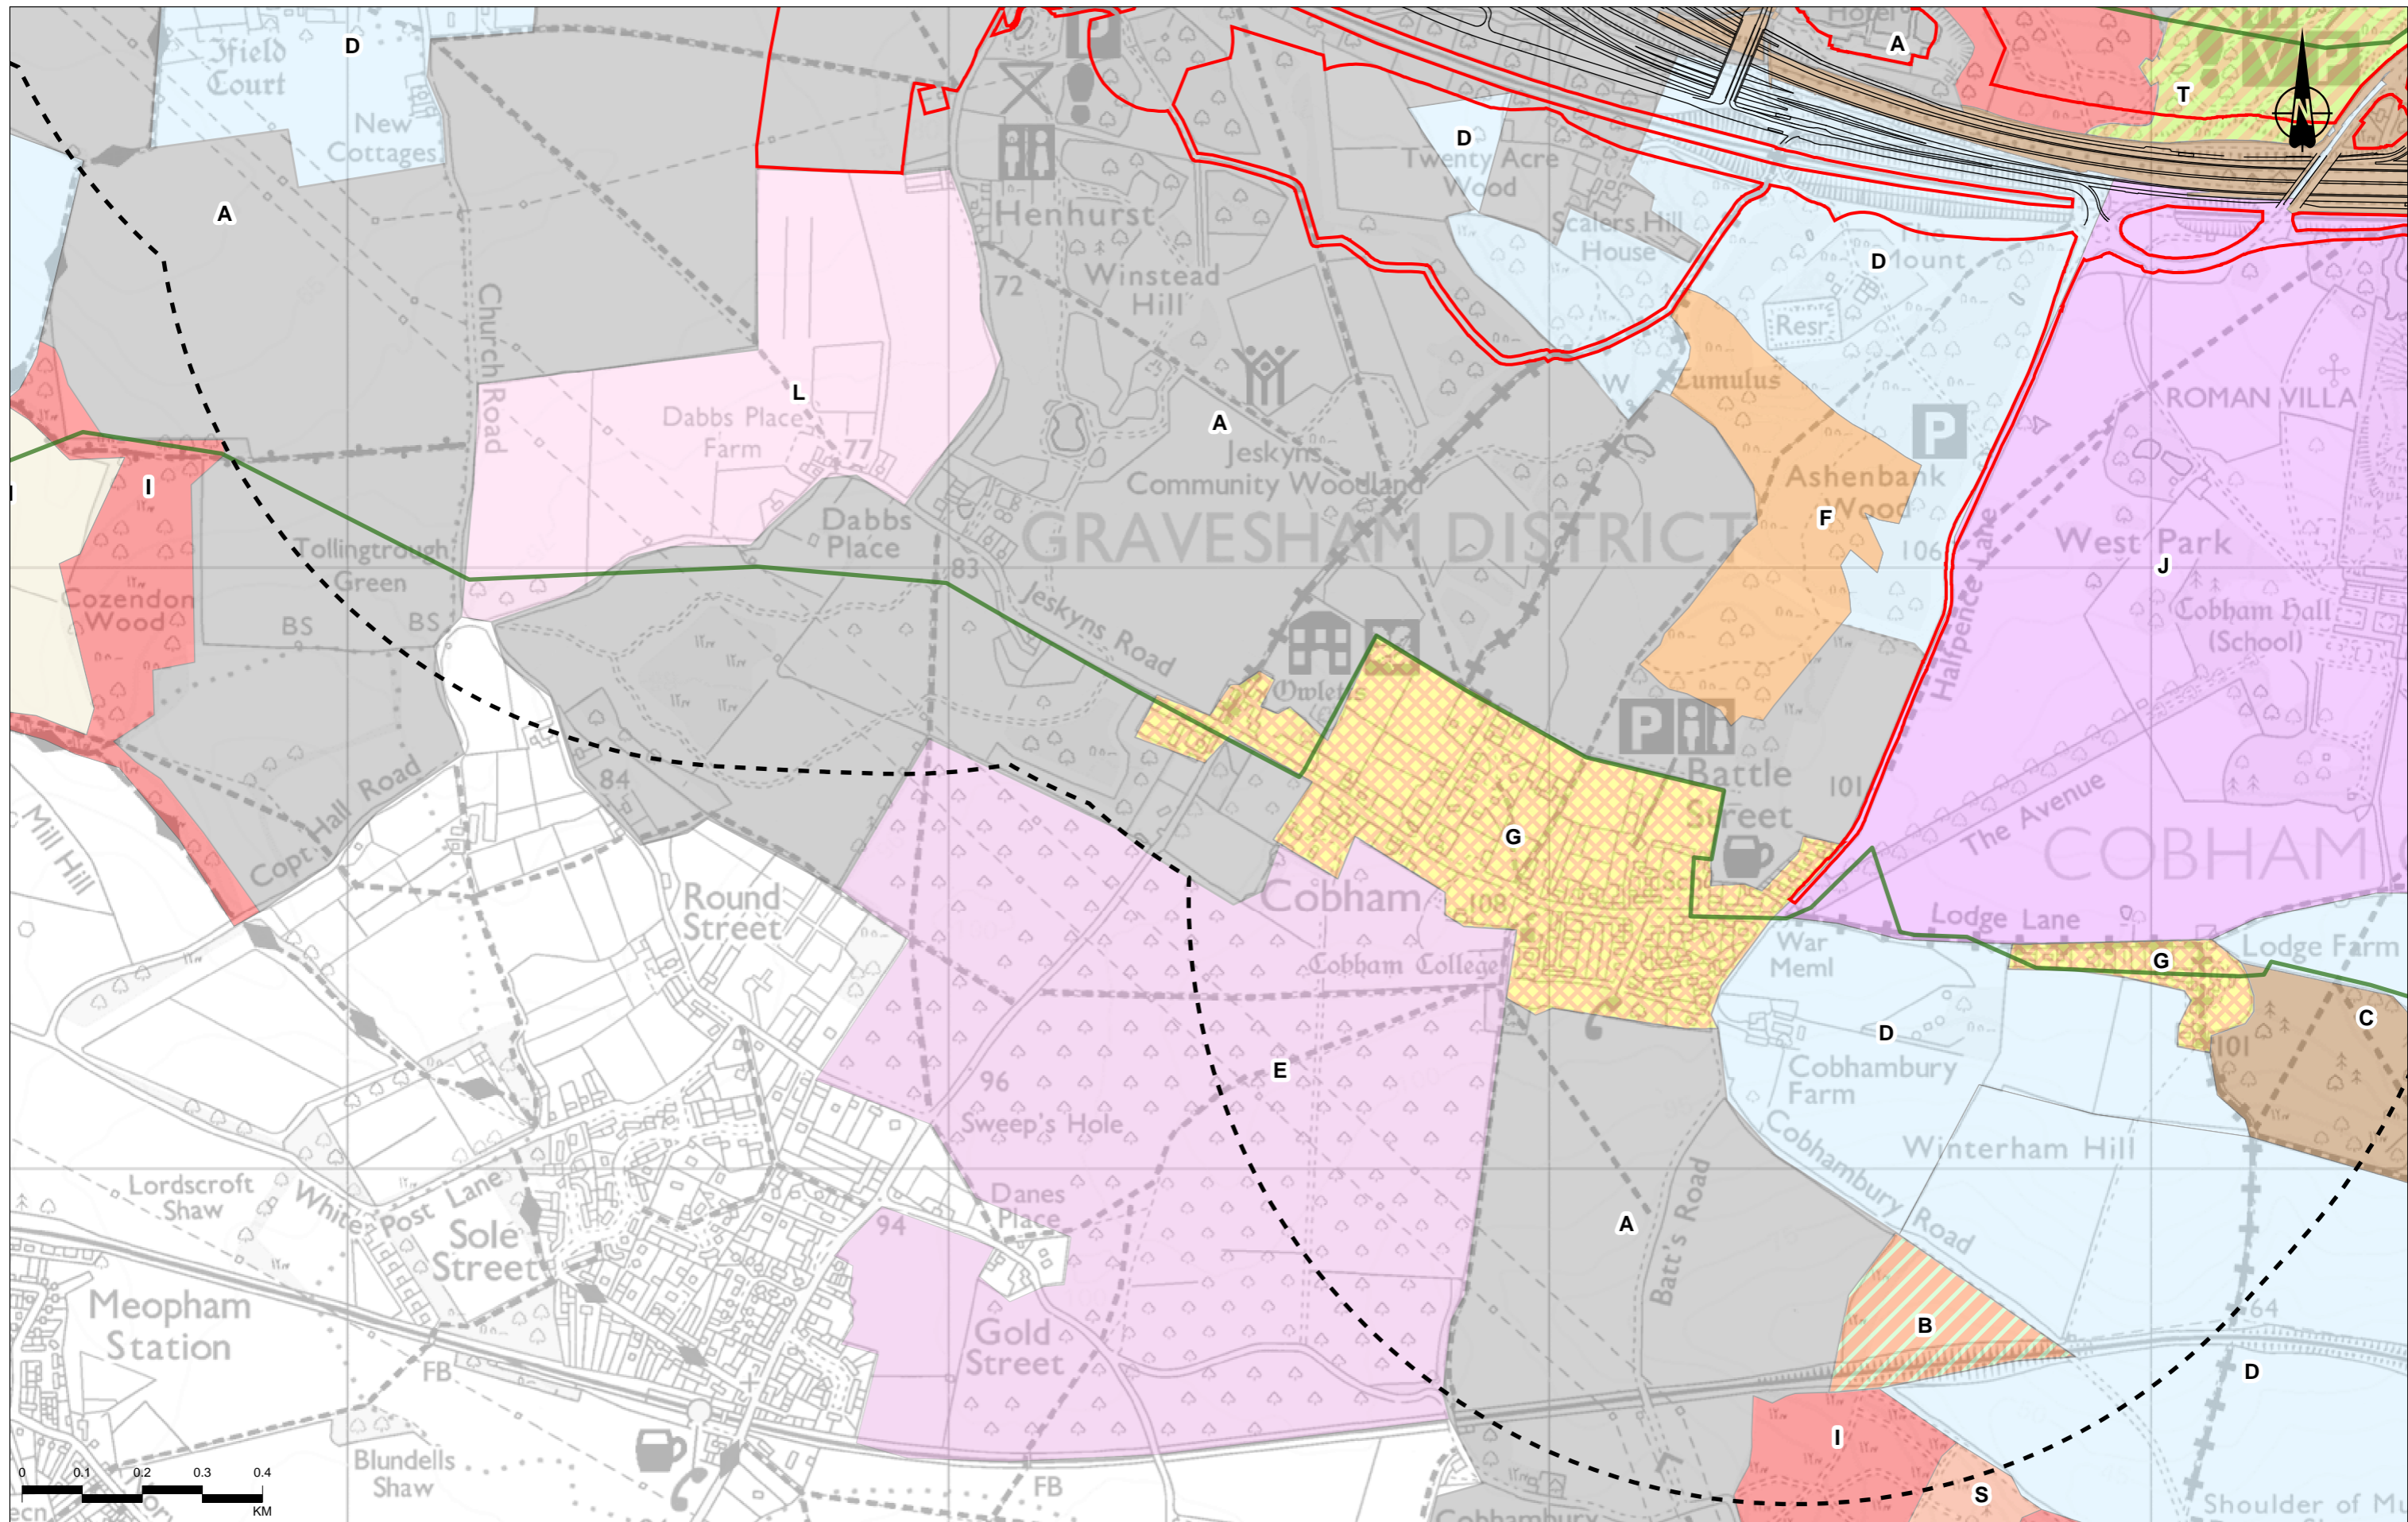 Ifield
Court
D
New
Cottages
A
Church Road
P
Henhurst
72
Winstead
Hill
D
Twenty Acre
Wood
Scalers Hill
House
Hotel
A
T
V P
N
D
The
Mount
Resr
W
Tumulus
P
ROMAN VILLA
L
Dabbs Place
Farm
77
A
Jeskyns
Community Woodland
Ashenbank
Wood
F
106
Halfpence Lane
West Park
J
Cobham Hall
(School)
GRAVESHAM DISTRICT
Dabbs
Place
83
Jeskyns Road
Owletts
I
Cozendon
Wood
Tollingtrough
Green
BS
BS
P
Battle
Street
101
The Avenue
COBHAM
Mill Hill
Copt Hall Road
84
Round
Street
G
108
Cobham
Cobham College
Lodge Lane
War
Meml
Lodge Farm
G
C
101
D
Cobhambury
Farm
Cobhambury Road
Winterham Hill
E
96
Sweep's Hole
Danes
Place
94
Gold
Street
A
Batt's Road
B
64
D
I
S
Lordscroft
Shaw
White Post Lane
Sole
Street
Meopham
Station
FB
Blundells
Shaw
FB
Cobhambury
Shoulder of Mu
0 0.1 0.2 0.3 0.4
KM